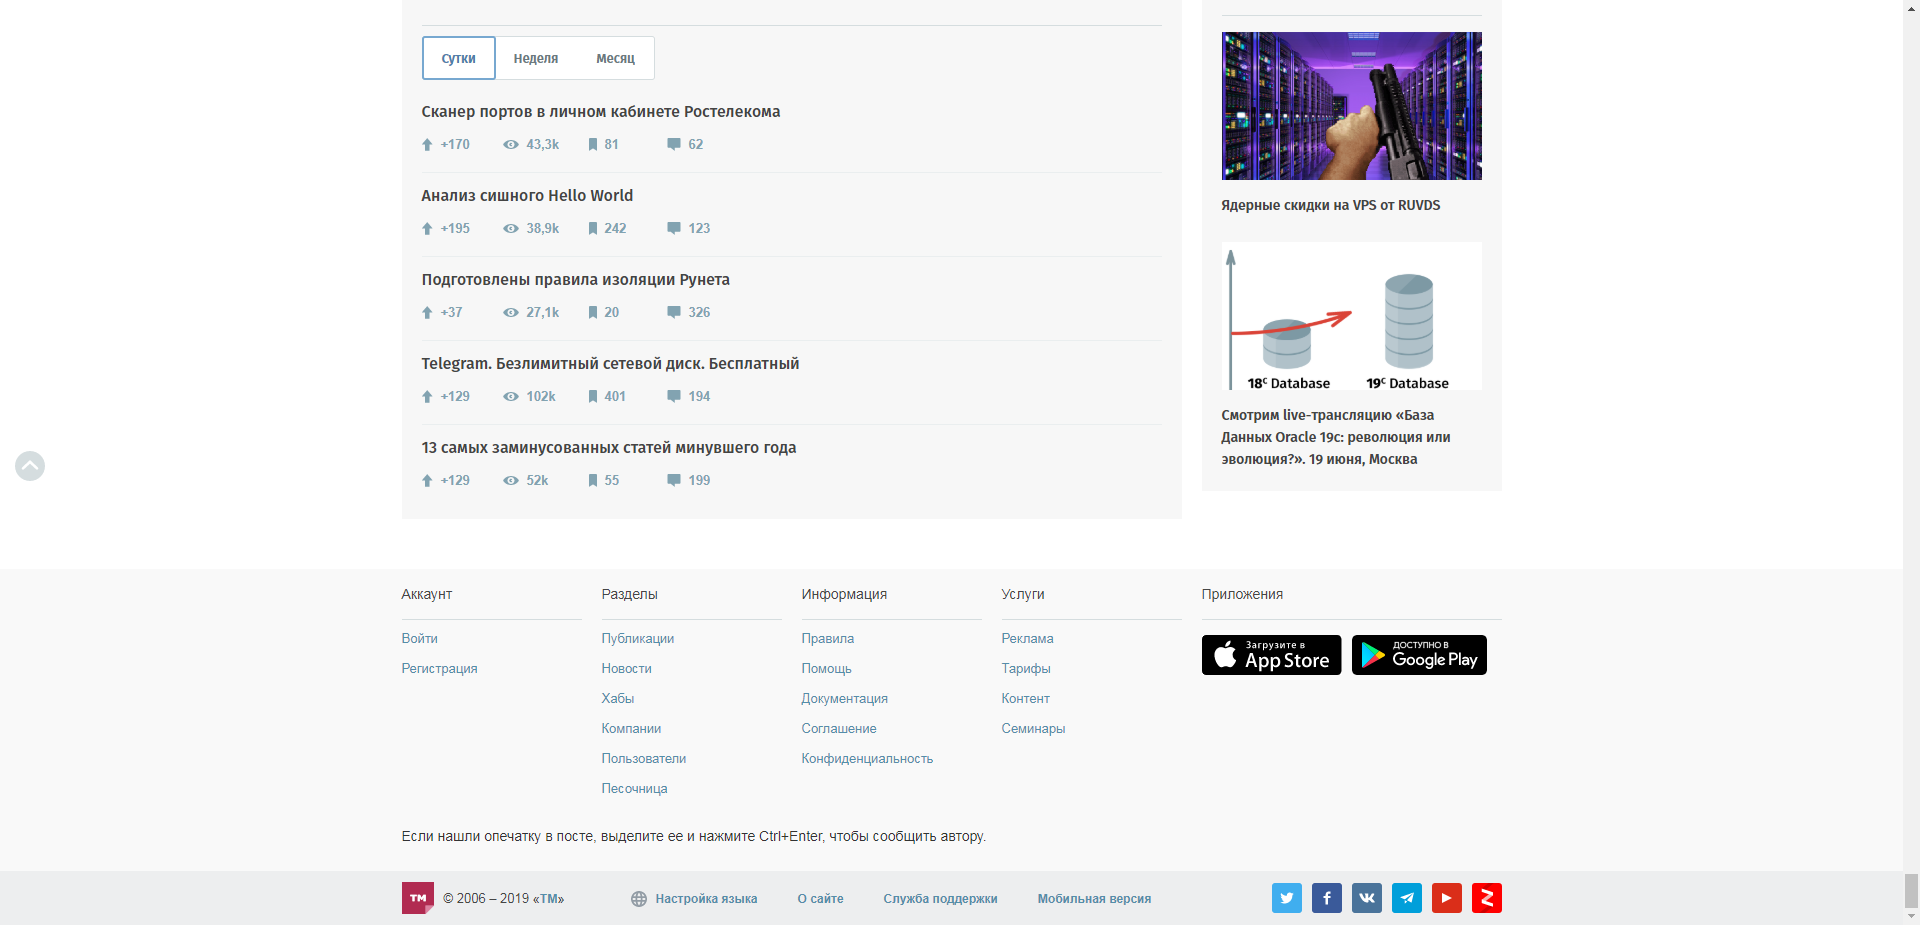 Сутки Неделя Месяц
Сканер портов в личном кабинете Ростелекома
+170 43,3k 81 62
Анализ сишного Hello World
+195 38,9k 242 123
Подготовлены правила изоляции Рунета
+37 27,1k 20 326
Telegram. Безлимитный сетевой диск. Бесплатный
+129 102k 401 194
13 самых заминусованных статей минувшего года
+129 52k 55 199
Ядерные скидки на VPS от RUVDS
18c Database 19c Database
Смотрим live-трансляцию «База
Данных Oracle 19c: революция или
эволюция?». 19 июня, Москва
Аккаунт
Войти
Регистрация
Разделы
Публикации
Новости
Хабы
Компании
Пользователи
Песочница
Информация
Правила
Помощь
Документация
Соглашение
Конфиденциальность
Услуги
Реклама
Тарифы
Контент
Семинары
Приложения
Загрузите в
App Store
ДОСТУПНО В
Google Play
Если нашли опечатку в посте, выделите ее и нажмите Ctrl+Enter, чтобы сообщить автору.
TM © 2006 – 2019 «TM» Настройка языка О сайте Служба поддержки Мобильная версия